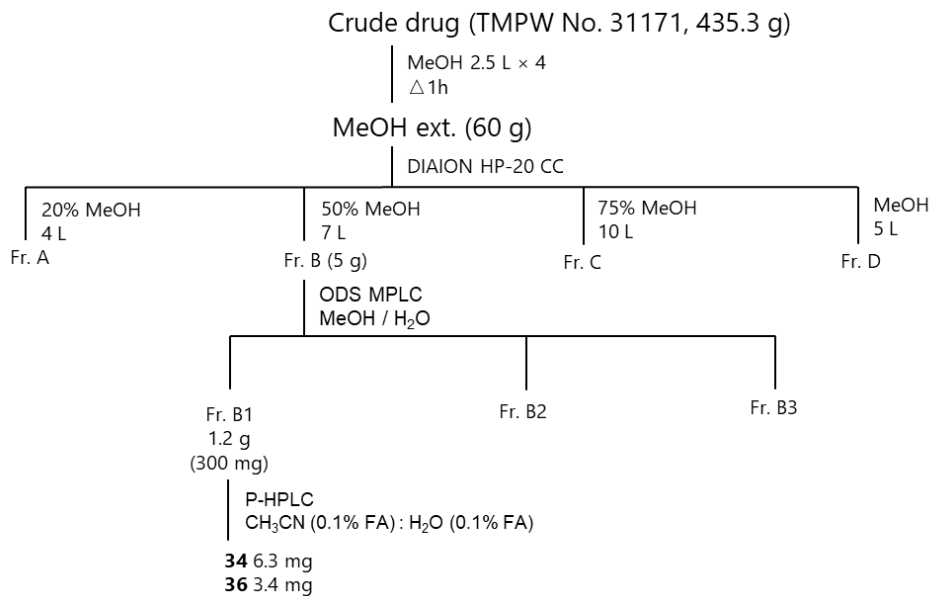 Crude drug (TMPW No. 31171, 435.3 g)
MeOH 2.5 L × 4
△1h
MeOH ext. (60 g)
DIAION HP-20 CC
20% MeOH
4 L
50% MeOH
7 L
75% MeOH
10 L
MeOH
5 L
Fr. A
Fr. B (5 g)
Fr. C
Fr. D
ODS MPLC
MeOH / H₂O
Fr. B1
1.2 g
(300 mg)
Fr. B2
Fr. B3
P-HPLC
CH₃CN (0.1% FA) : H₂O (0.1% FA)
34 6.3 mg
36 3.4 mg